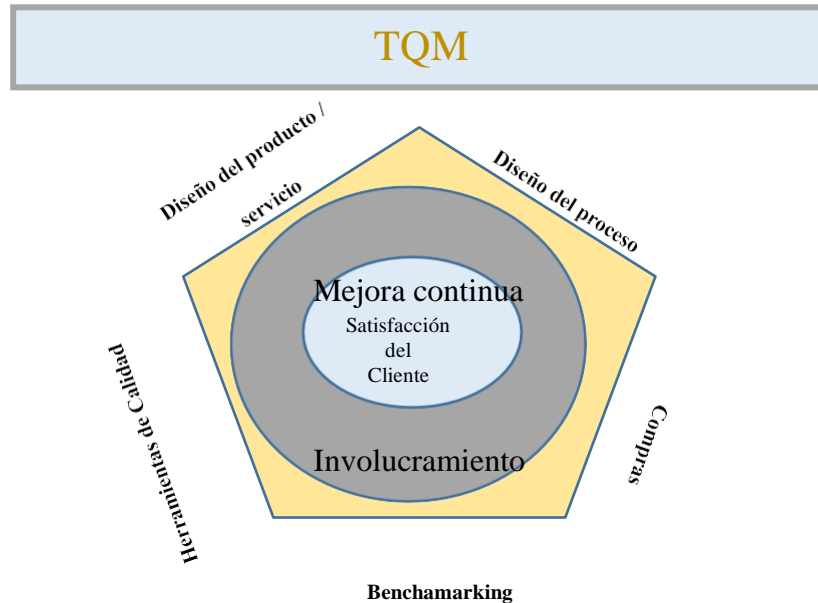 TQM
Diseño del producto /
servicio
Diseño del proceso
Mejora continua
Satisfacción
del
Cliente
Involucramiento
Herramientas de Calidad
Compras
Benchamarking